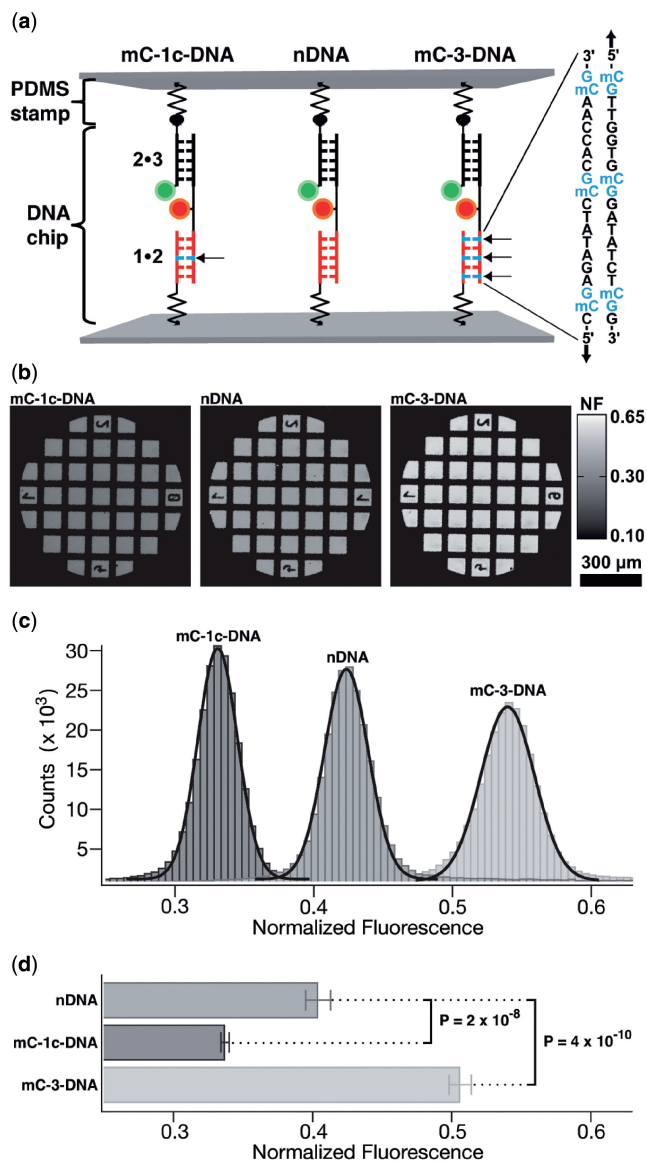 (a)
mC-1c-DNA nDNA mC-3-DNA
PDMS
stamp
DNA
chip
2•3
1•2
3' 5'
G mC
mC G
A T
A T
C G
C G
A T
C G
G mC
mC G
C G
T A
A T
T A
A T
G C
A T
G mC
mC G
C G
5' 3'
(b)
mC-1c-DNA nDNA mC-3-DNA
NF
0.65
0.30
0.10
300 µm
(c)
mC-1c-DNA
nDNA
mC-3-DNA
30
25
20
15
10
5
Counts (x 10³)
0.3 0.4 0.5 0.6
Normalized Fluorescence
(d)
nDNA
mC-1c-DNA
mC-3-DNA
P = 2 x 10⁻⁸
P = 4 x 10⁻¹⁰
0.3 0.4 0.5 0.6
Normalized Fluorescence